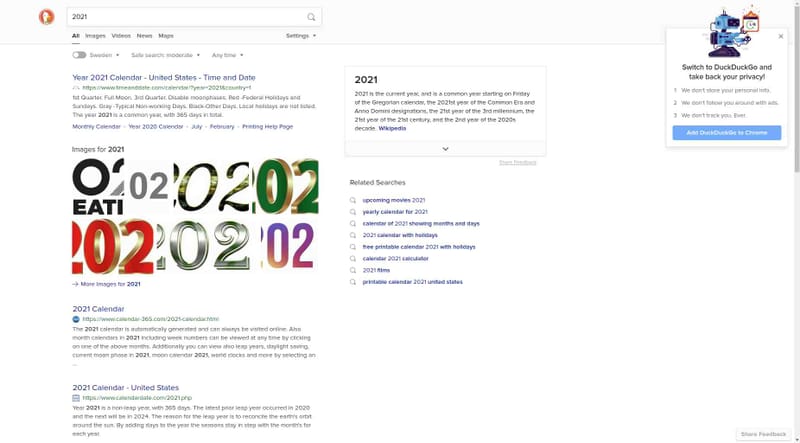 2021
All Images Videos News Maps Settings
Sweden Safe search: moderate Any time
Year 2021 Calendar - United States - Time and Date
https://www.timeanddate.com/calendar/?year=2021&country=1
1st Quarter. Full Moon. 3rd Quarter. Disable moonphases. Red–Federal Holidays and
Sundays. Gray–Typical Non-working Days. Black–Other Days. Local holidays are not listed.
The year 2021 is a common year, with 365 days in total.
Monthly Calendar Year 2020 Calendar July February Printing Help Page
Images for 2021
02
EATI
02
202
202
202
202
02
More Images for 2021
2021 Calendar
https://www.calendar-365.com/2021-calendar.html
The 2021 calendar is automatically generated and can always be visited online. Also
month calendars in 2021 including week numbers can be viewed at any time by clicking
on one of the above months. Additionally you can view also leap years, daylight saving,
current moon phase in 2021, moon calendar 2021, world clocks and more by selecting an
...
2021 Calendar - United States
https://www.calendardate.com/2021.php
Year 2021 is a non-leap year, with 365 days. The latest prior leap year occurred in 2020
and the next will be in 2024. The reason for the leap year is to reconcile the earth's orbit
around the sun. By adding days to the year the seasons stay in step with the month's for
each year.
2021
2021 is the current year, and is a common year starting on Friday
of the Gregorian calendar, the 2021st year of the Common Era and
Anno Domini designations, the 21st year of the 3rd millennium, the
21st year of the 21st century, and the 2nd year of the 2020s
decade. Wikipedia
Share Feedback
Related Searches
upcoming movies 2021
yearly calendar for 2021
calendar of 2021 showing months and days
2021 calendar with holidays
free printable calendar 2021 with holidays
calendar 2021 calculator
2021 films
printable calendar 2021 united states
Switch to DuckDuckGo and
take back your privacy!
1 We don't store your personal info.
2 We don't follow you around with ads.
3 We don't track you. Ever.
Add DuckDuckGo to Chrome
Share Feedback